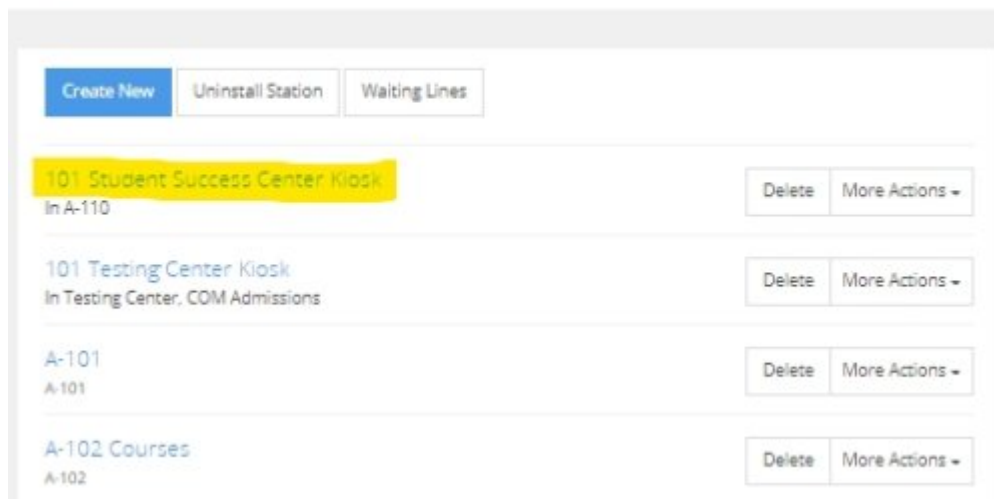 Create New Uninstall Station Waiting Lines
101 Student Success Center Kiosk
In A-110
Delete More Actions
101 Testing Center Kiosk
In Testing Center, COM Admissions
Delete More Actions
A-101
A-101
Delete More Actions
A-102 Courses
A-102
Delete More Actions